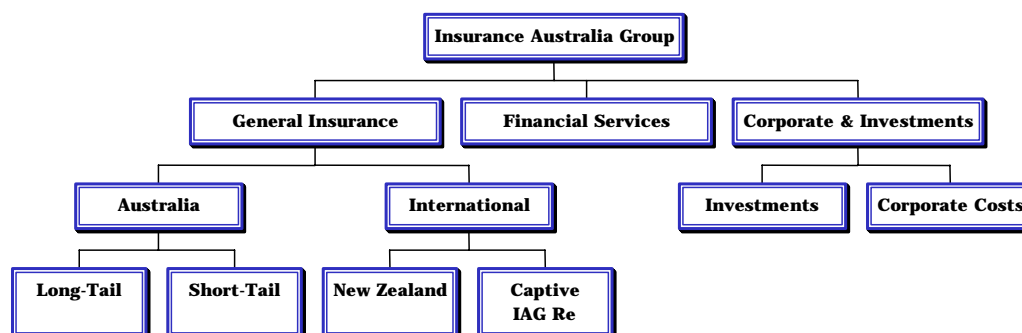 Insurance Australia Group
General Insurance
Financial Services
Corporate & Investments
Australia
International
Investments
Corporate Costs
Long-Tail
Short-Tail
New Zealand
Captive
IAG Re